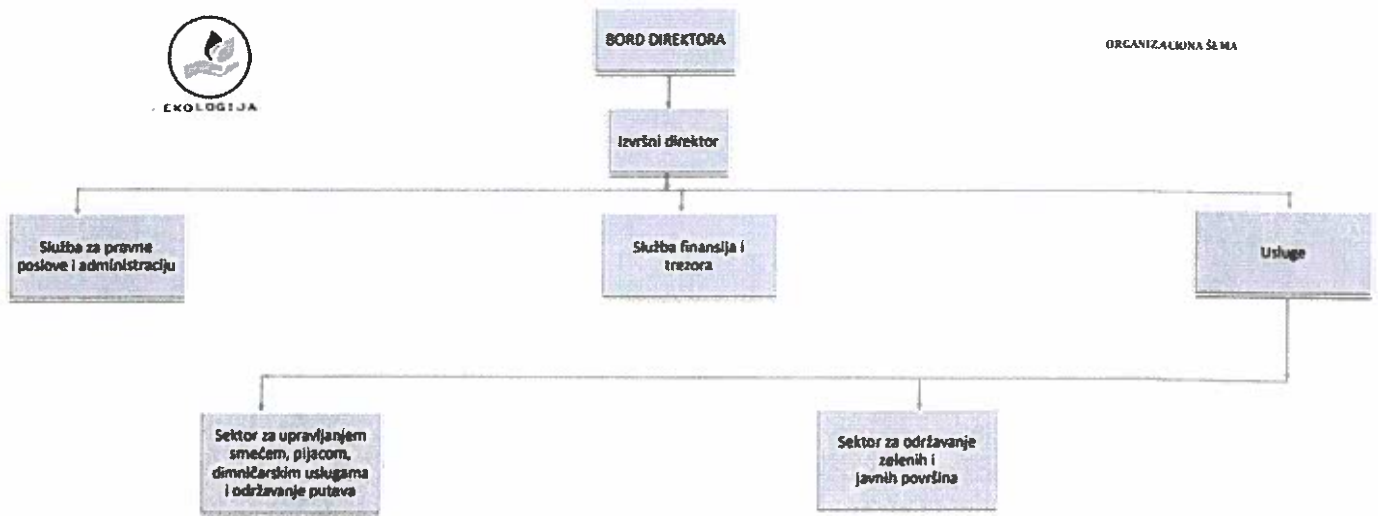 EKOLOGIJA
BORD DIREKTORA
ORGANIZACIONA ŠEMA
Izvršni direktor
Služba za pravne
poslove i administraciju
Služba finansija i
trezora
Usluge
Sektor za upravljanjem
smećem, pijacom,
dimničarskim uslugama
i održavanje puteva
Sektor za održavanje
zelenih i
javnih površina